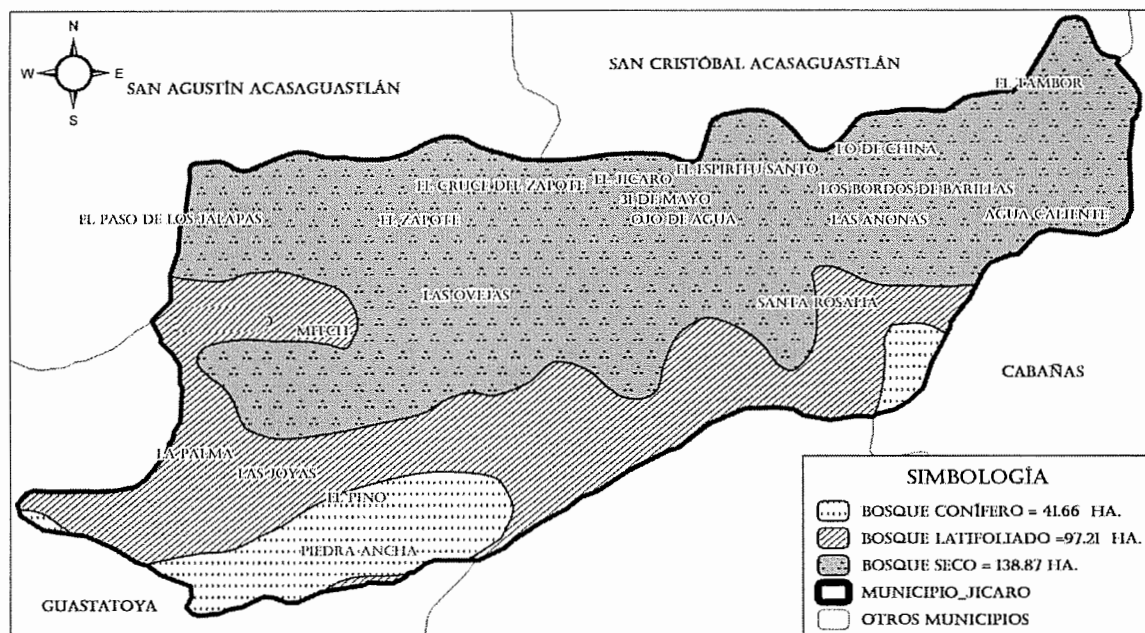 N
W E
S
SAN AGUSTÍN ACASAGUASTLÁN
SAN CRISTÓBAL ACASAGUASTLÁN
EL TAMBOR
LO DE CHINA
EL ESPIRITU SANTO
EL JICARO
EL CRUCE DEL ZAPOTE
31 DE MAYO
LOS BORDOS DE BARILLAS
EL PASO DE LOS JALAPAS
EL ZAPOTE
OJO DE AGUA
LAS ANONAS
AGUA CALIENTE
LAS OVEJAS
SANTA ROSALIA
MITCH
CABAÑAS
LA PALMA
LAS JOYAS
EL PINO
PIEDRA ANCHA
GUASTATOYA
SIMBOLOGÍA
BOSQUE CONÍFERO = 41.66 HA.
BOSQUE LATIFOLIADO =97.21 HA.
BOSQUE SECO = 138.87 HA.
MUNICIPIO_JICARO
OTROS MUNICIPIOS